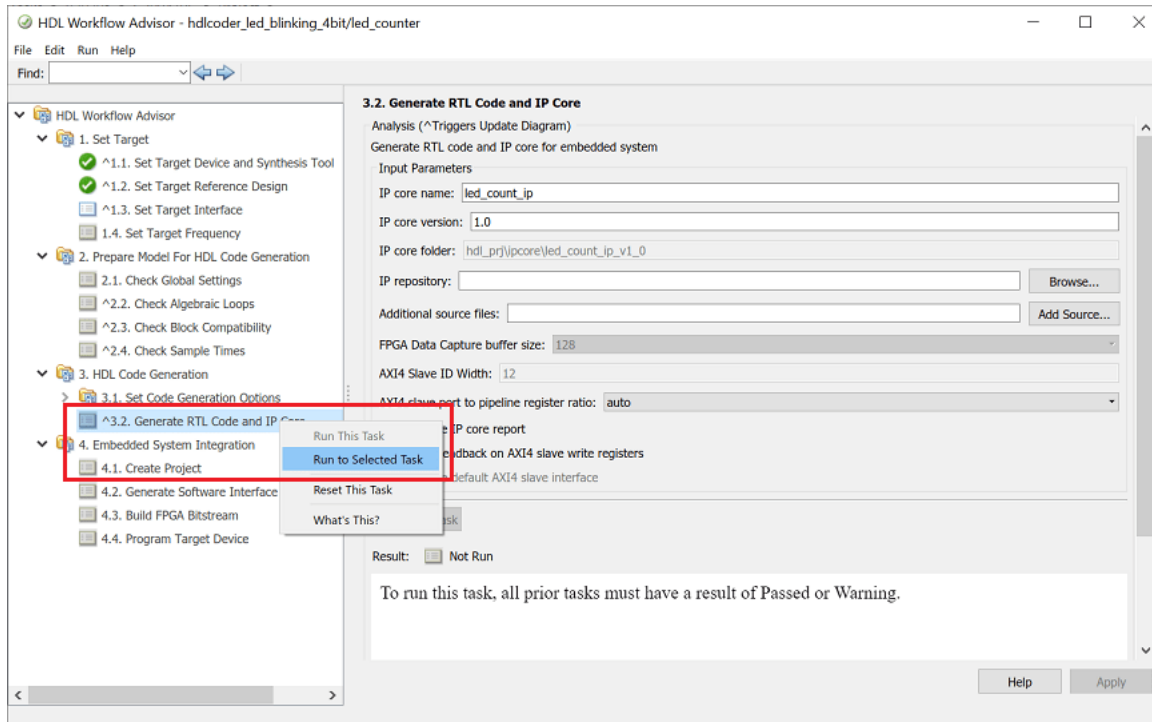 HDL Workflow Advisor - hdlcoder_led_blinking_4bit/led_counter
File Edit Run Help
Find:
HDL Workflow Advisor
1. Set Target
^1.1. Set Target Device and Synthesis Tool
^1.2. Set Target Reference Design
^1.3. Set Target Interface
1.4. Set Target Frequency
2. Prepare Model For HDL Code Generation
2.1. Check Global Settings
^2.2. Check Algebraic Loops
^2.3. Check Block Compatibility
^2.4. Check Sample Times
3. HDL Code Generation
3.1. Set Code Generation Options
^3.2. Generate RTL Code and IP Core
4. Embedded System Integration
4.1. Create Project
4.2. Generate Software Interface
4.3. Build FPGA Bitstream
4.4. Program Target Device
Run This Task
Run to Selected Task
Reset This Task
What's This?
3.2. Generate RTL Code and IP Core
Analysis (^Triggers Update Diagram)
Generate RTL code and IP core for embedded system
Input Parameters
IP core name: led_count_ip
IP core version: 1.0
IP core folder: hdl_prj\ipcore\led_count_ip_v1_0
IP repository: Browse...
Additional source files: Add Source...
FPGA Data Capture buffer size: 128
AXI4 Slave ID Width: 12
AXI4 slave port to pipeline register ratio: auto
IP core report
on AXI4 slave write registers
default AXI4 slave interface
Result: Not Run
To run this task, all prior tasks must have a result of Passed or Warning.
Help Apply